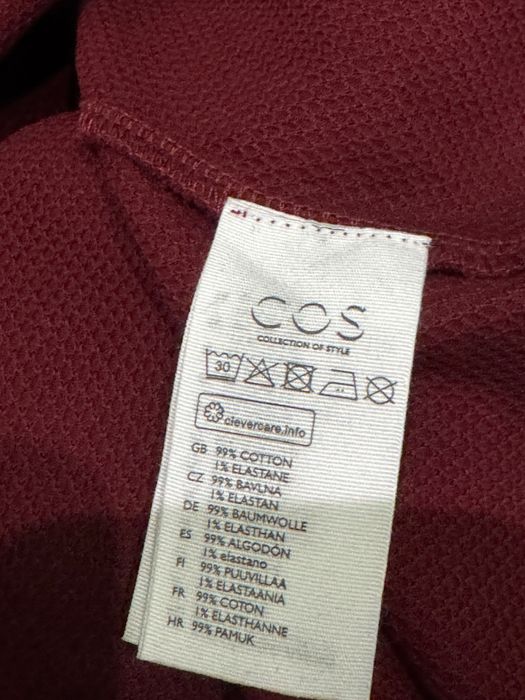 COS
COLLECTION OF STYLE
30
clevercare.info
GB 99% COTTON
1% ELASTANE
CZ 99% BAVLNA
1% ELASTAN
DE 99% BAUMWOLLE
1% ELASTHAN
ES 99% ALGODÓN
1% elastano
FI 99% PUUVILLAA
1% ELASTAANIA
FR 99% COTON
1% ELASTHANNE
HR 99% PAMUK